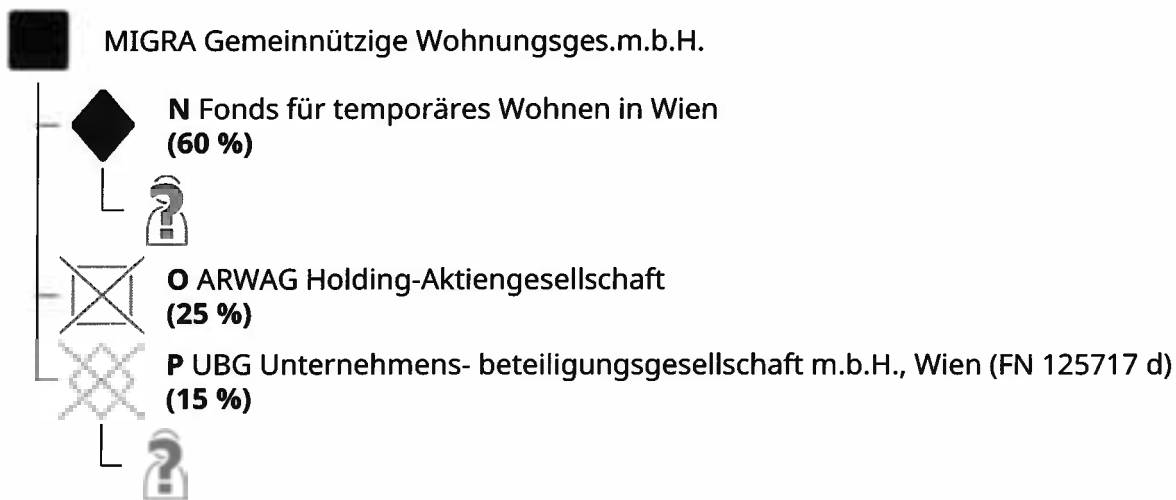 MIGRA Gemeinnützige Wohnungsges.m.b.H.
N Fonds für temporäres Wohnen in Wien
(60 %)
?
O ARWAG Holding-Aktiengesellschaft
(25 %)
P UBG Unternehmens- beteiligungsgesellschaft m.b.H., Wien (FN 125717 d)
(15 %)
?